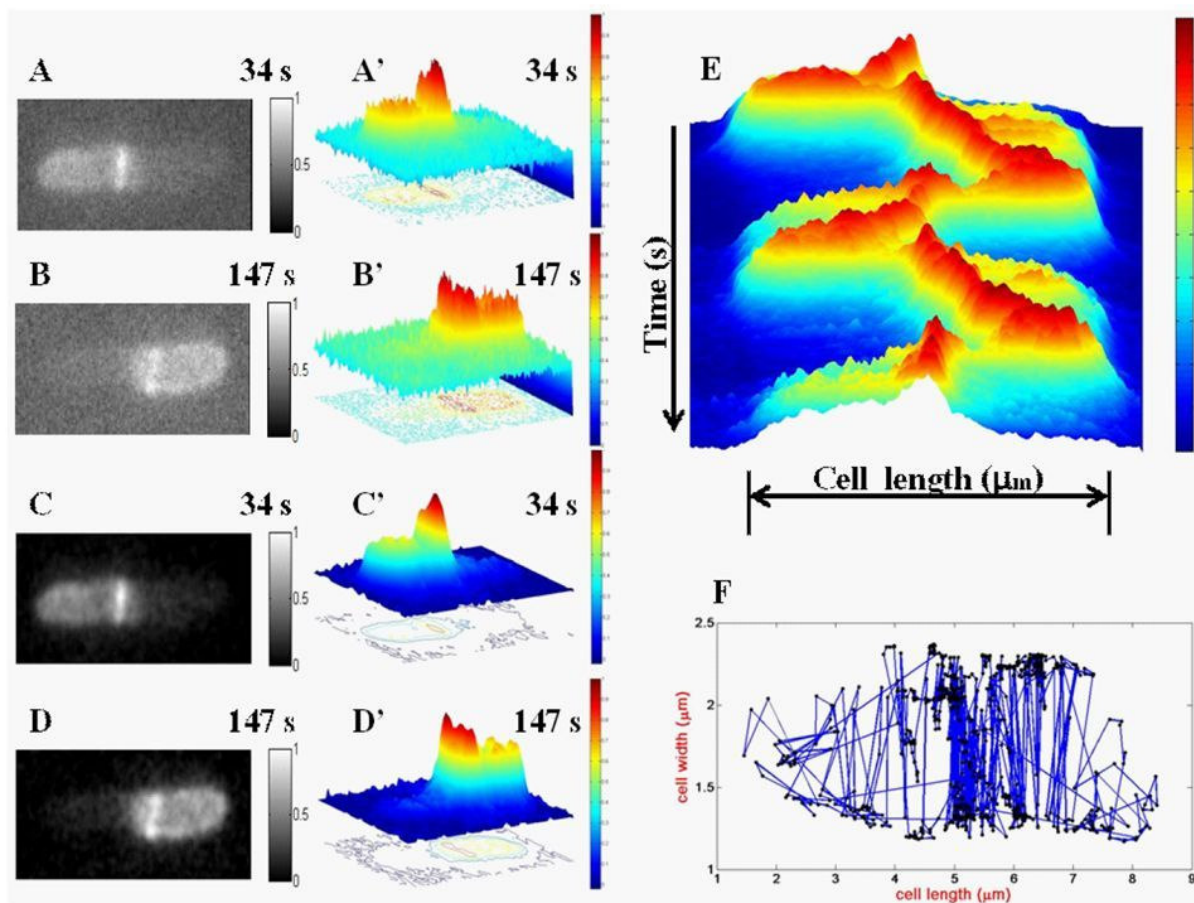 A 34 s
1
0.5
0
A’ 34 s
B 147 s
1
0.5
0
B’ 147 s
C 34 s
1
0.5
0
C’ 34 s
D 147 s
1
0.5
0
D’ 147 s
E
Time (s)
Cell length (μm)
F
2.5
2
1.5
1
cell width (μm)
1 2 3 4 5 6 7 8 9
cell length (μm)